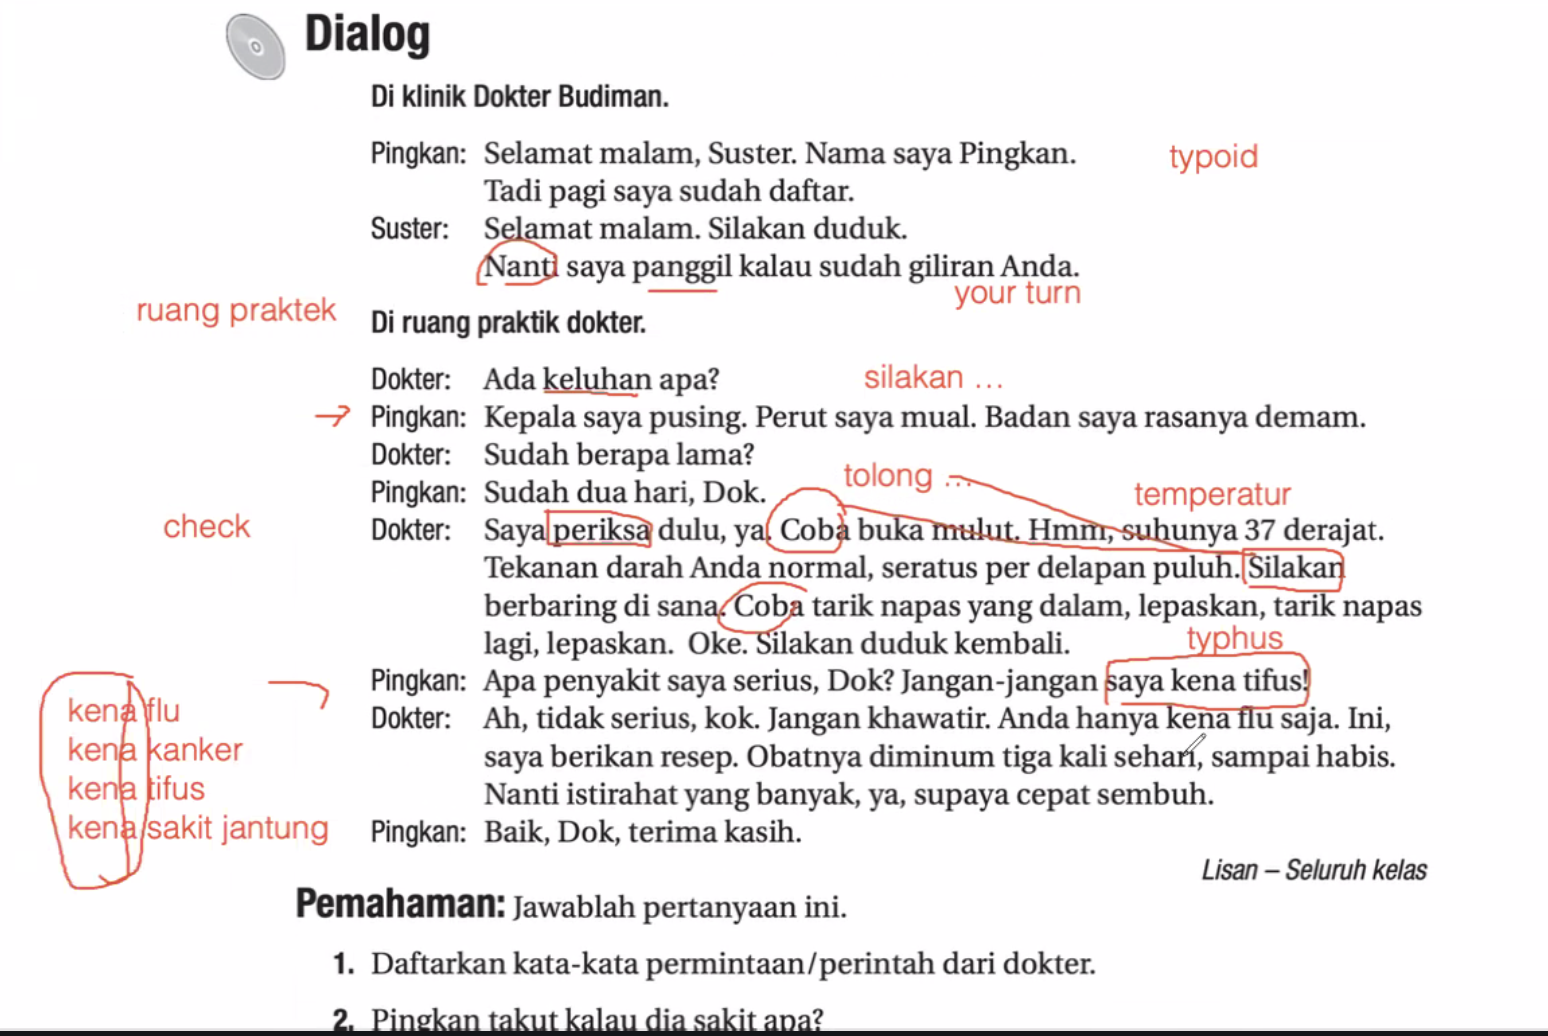 Dialog
Di klinik Dokter Budiman.
Pingkan: Selamat malam, Suster. Nama saya Pingkan.
typoid
Tadi pagi saya sudah daftar.
Suster: Selamat malam. Silakan duduk.
Nanti saya panggil kalau sudah giliran Anda.
your turn
ruang praktek
Di ruang praktik dokter.
Dokter: Ada keluhan apa?
silakan ...
Pingkan: Kepala saya pusing. Perut saya mual. Badan saya rasanya demam.
Dokter: Sudah berapa lama?
tolong ...
Pingkan: Sudah dua hari, Dok.
temperatur
check
Dokter: Saya periksa dulu, ya. Coba buka mulut. Hmm, suhunya 37 derajat.
Tekanan darah Anda normal, seratus per delapan puluh. Silakan
berbaring di sana. Coba tarik napas yang dalam, lepaskan, tarik napas
lagi, lepaskan. Oke. Silakan duduk kembali.
typhus
Pingkan: Apa penyakit saya serius, Dok? Jangan-jangan saya kena tifus!
Dokter: Ah, tidak serius, kok. Jangan khawatir. Anda hanya kena flu saja. Ini,
saya berikan resep. Obatnya diminum tiga kali sehari, sampai habis.
Nanti istirahat yang banyak, ya, supaya cepat sembuh.
Pingkan: Baik, Dok, terima kasih.
kena flu
kena kanker
kena tifus
kena sakit jantung
Lisan – Seluruh kelas
Pemahaman: Jawablah pertanyaan ini.
1. Daftarkan kata-kata permintaan/perintah dari dokter.
2. Pingkan takut kalau dia sakit apa?